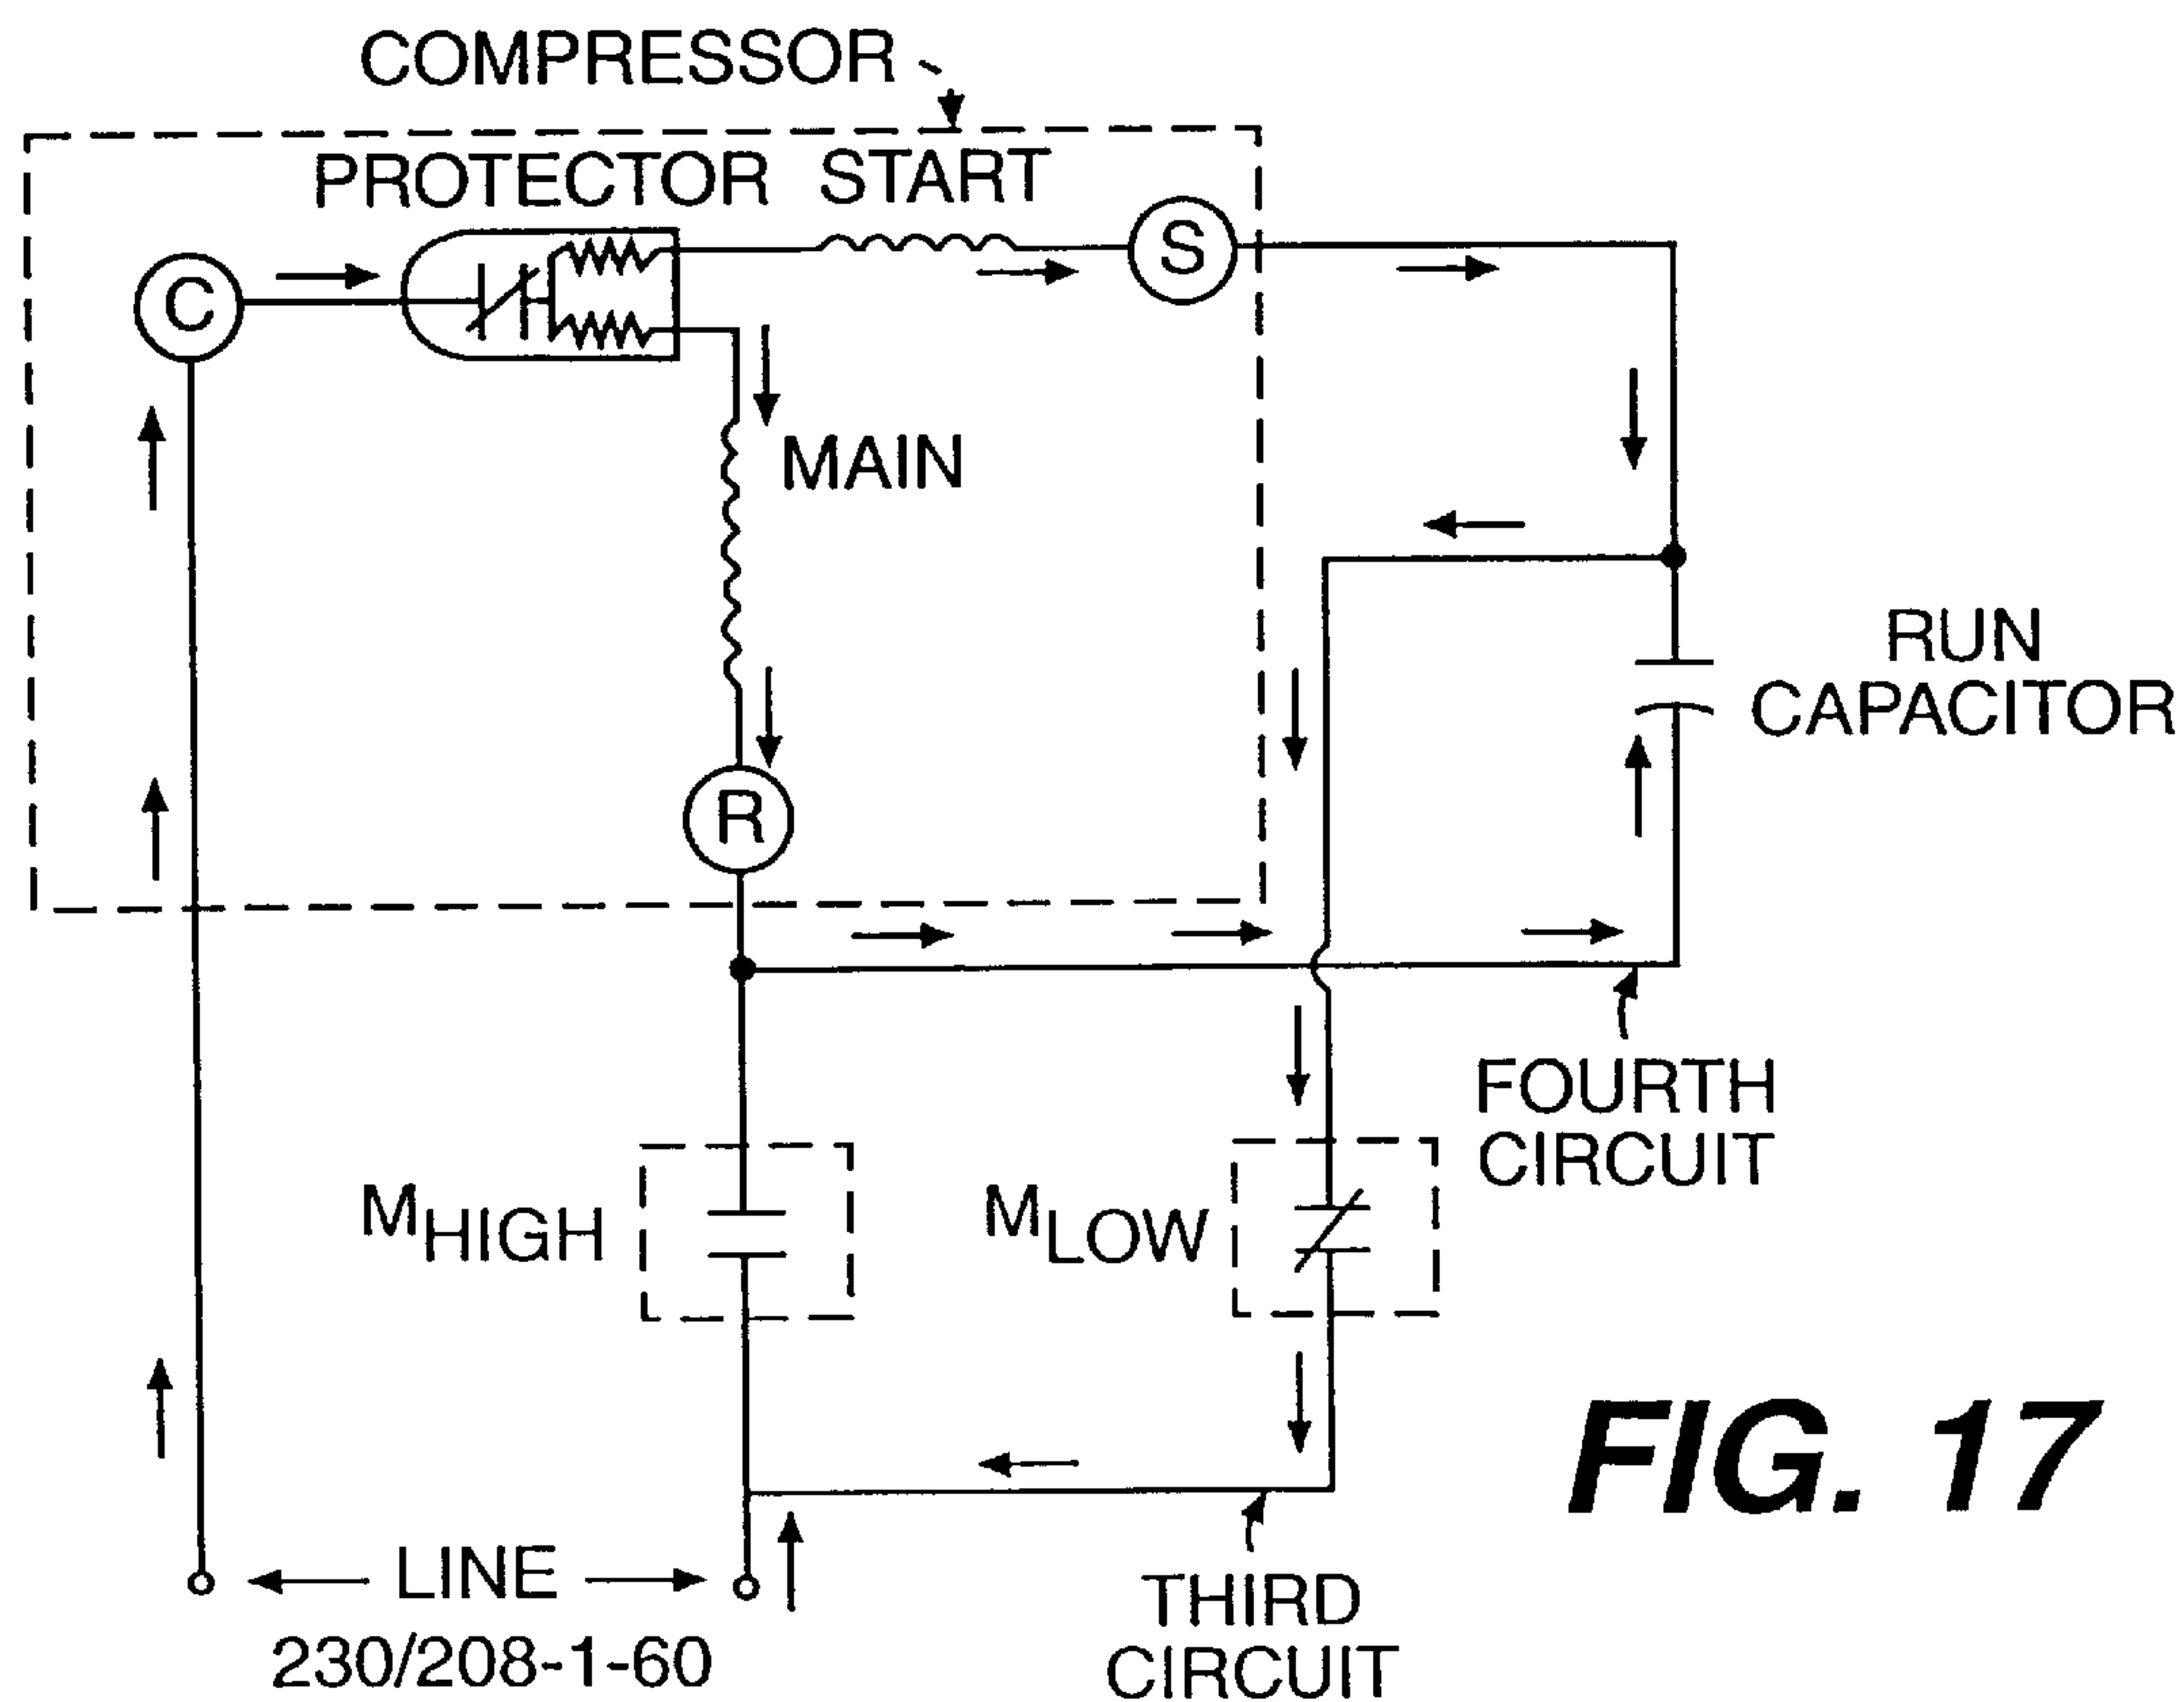 COMPRESSOR
PROTECTOR START
C
S
MAIN
RUN
CAPACITOR
R
FOURTH
CIRCUIT
MHIGH
MLOW
FIG. 17
LINE
230/208-1-60
THIRD
CIRCUIT